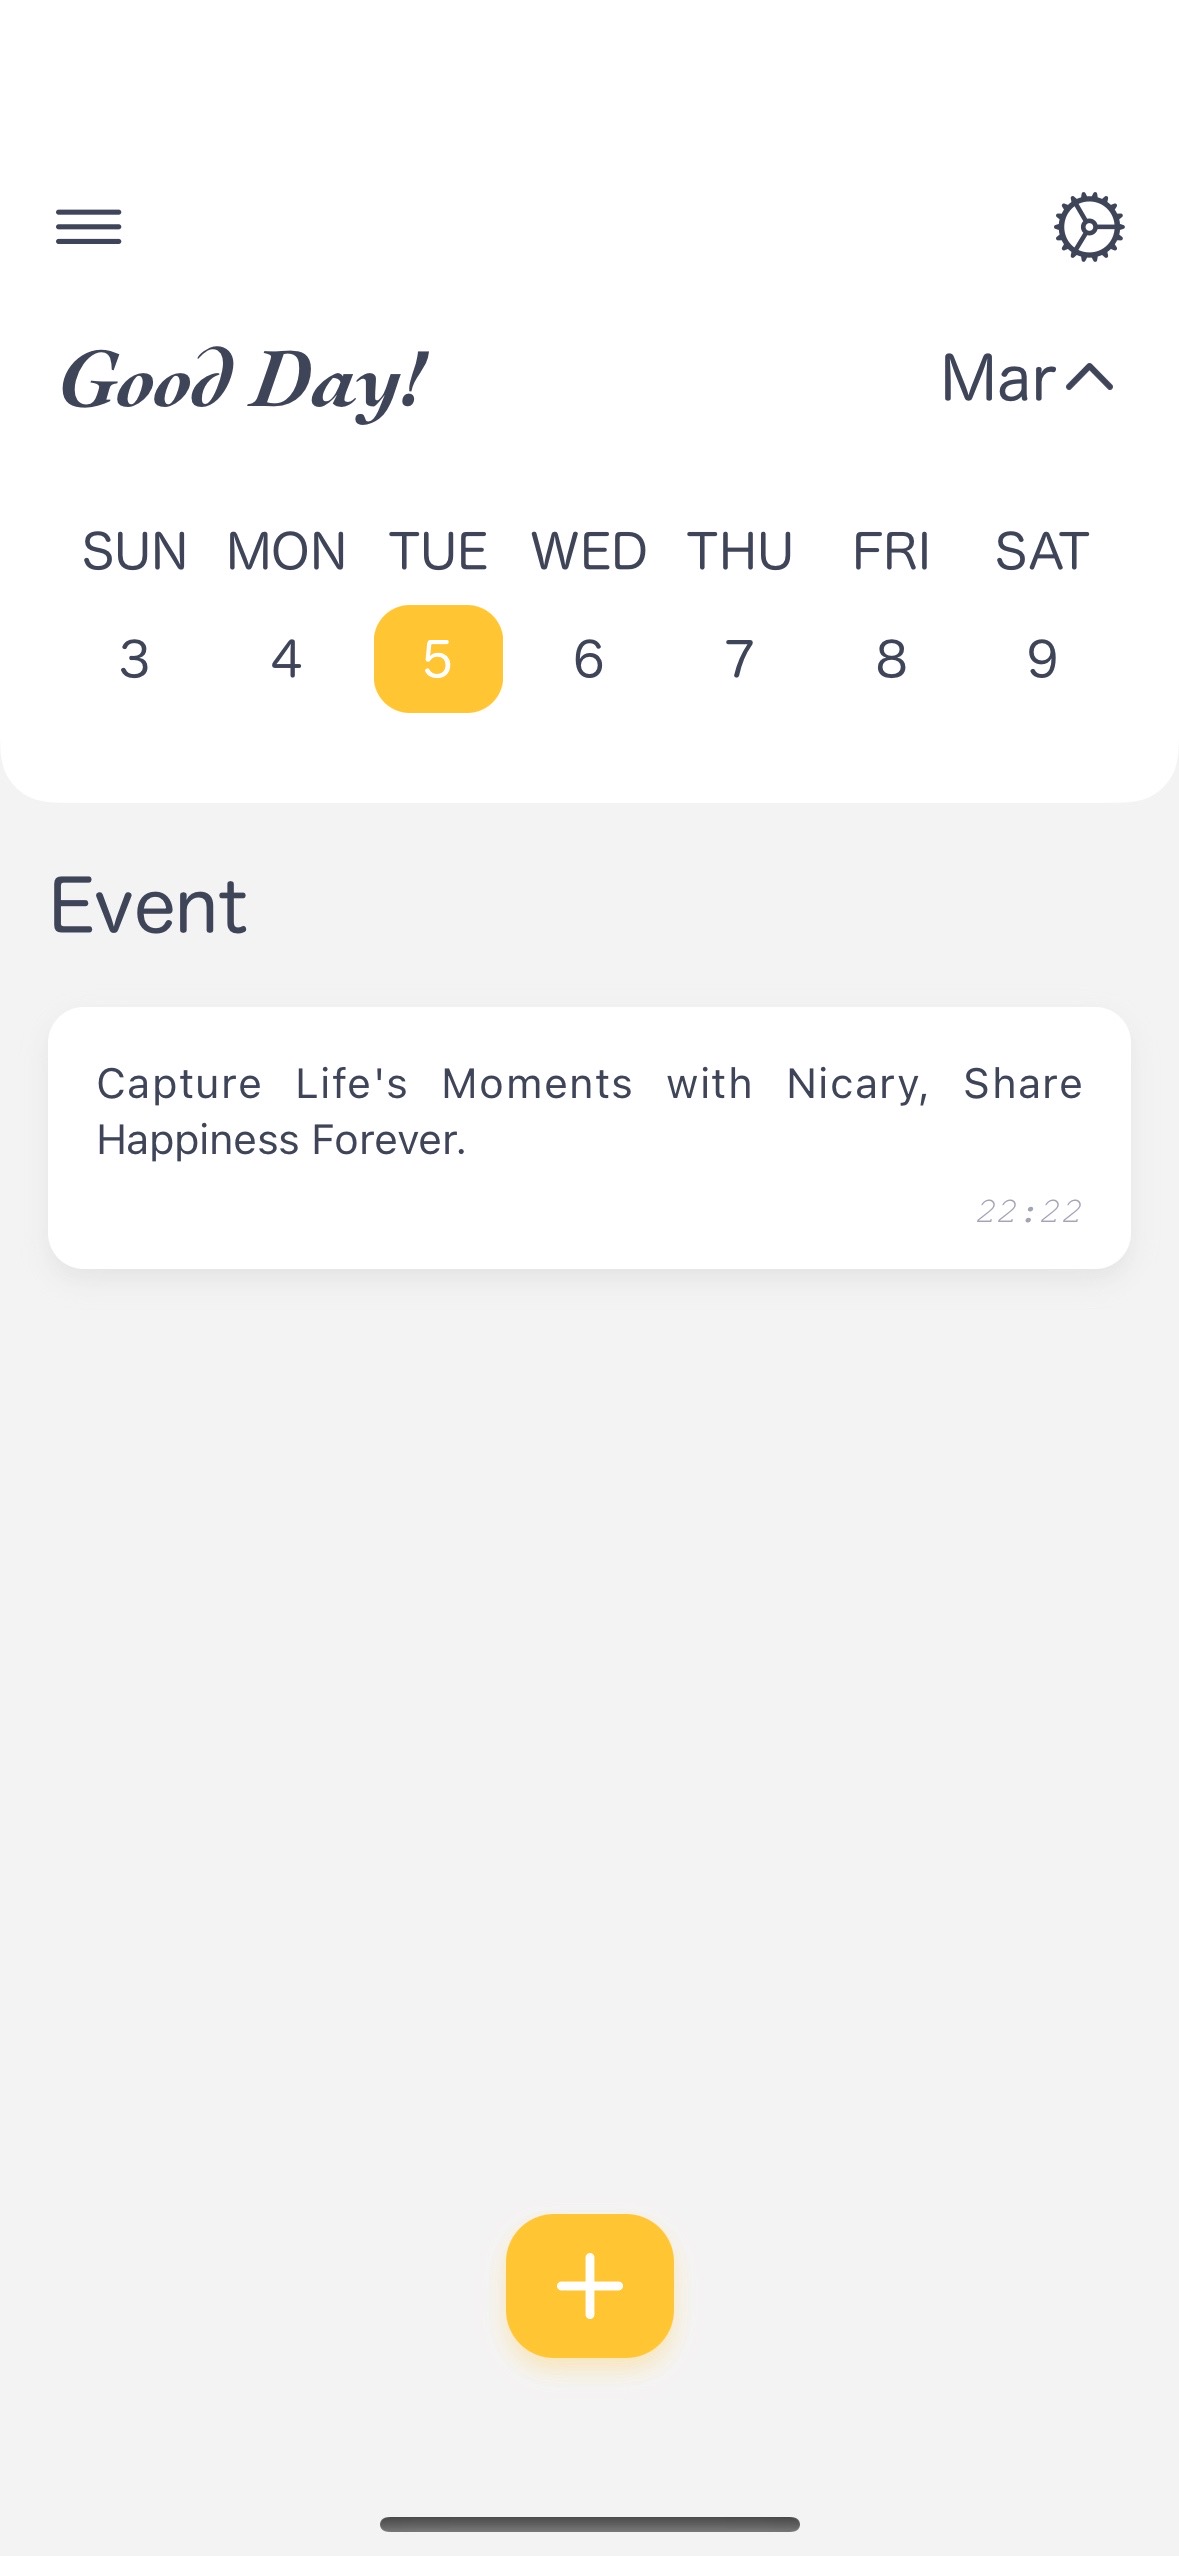 Good Day!
Mar
SUN MON TUE WED THU FRI SAT
3 4 5 6 7 8 9
Event
Capture Life's Moments with Nicary, Share
Happiness Forever.
22:22